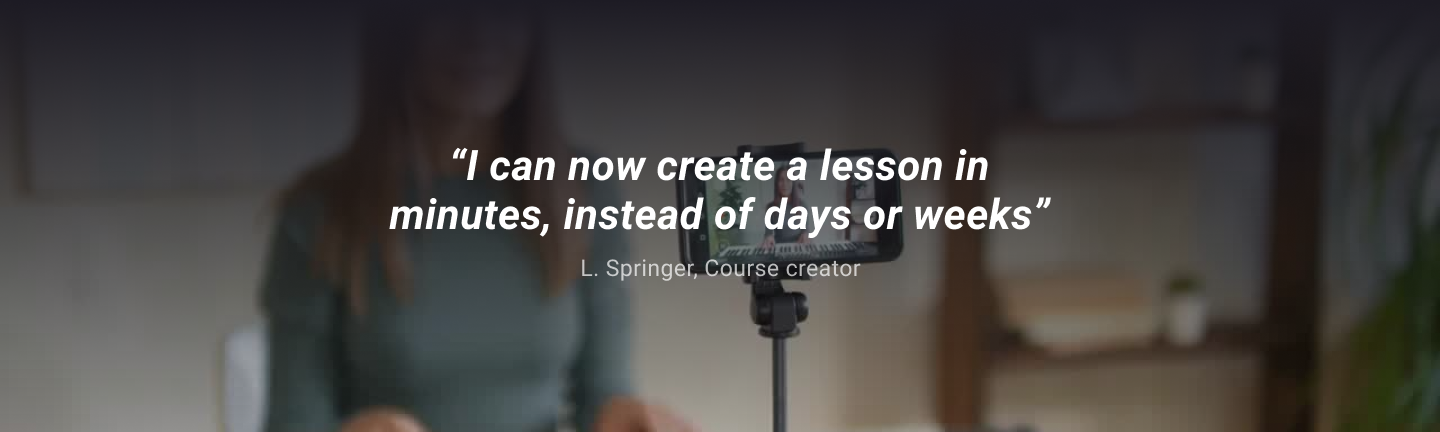 “I can now create a lesson in
minutes, instead of days or weeks”
L. Springer, Course creator